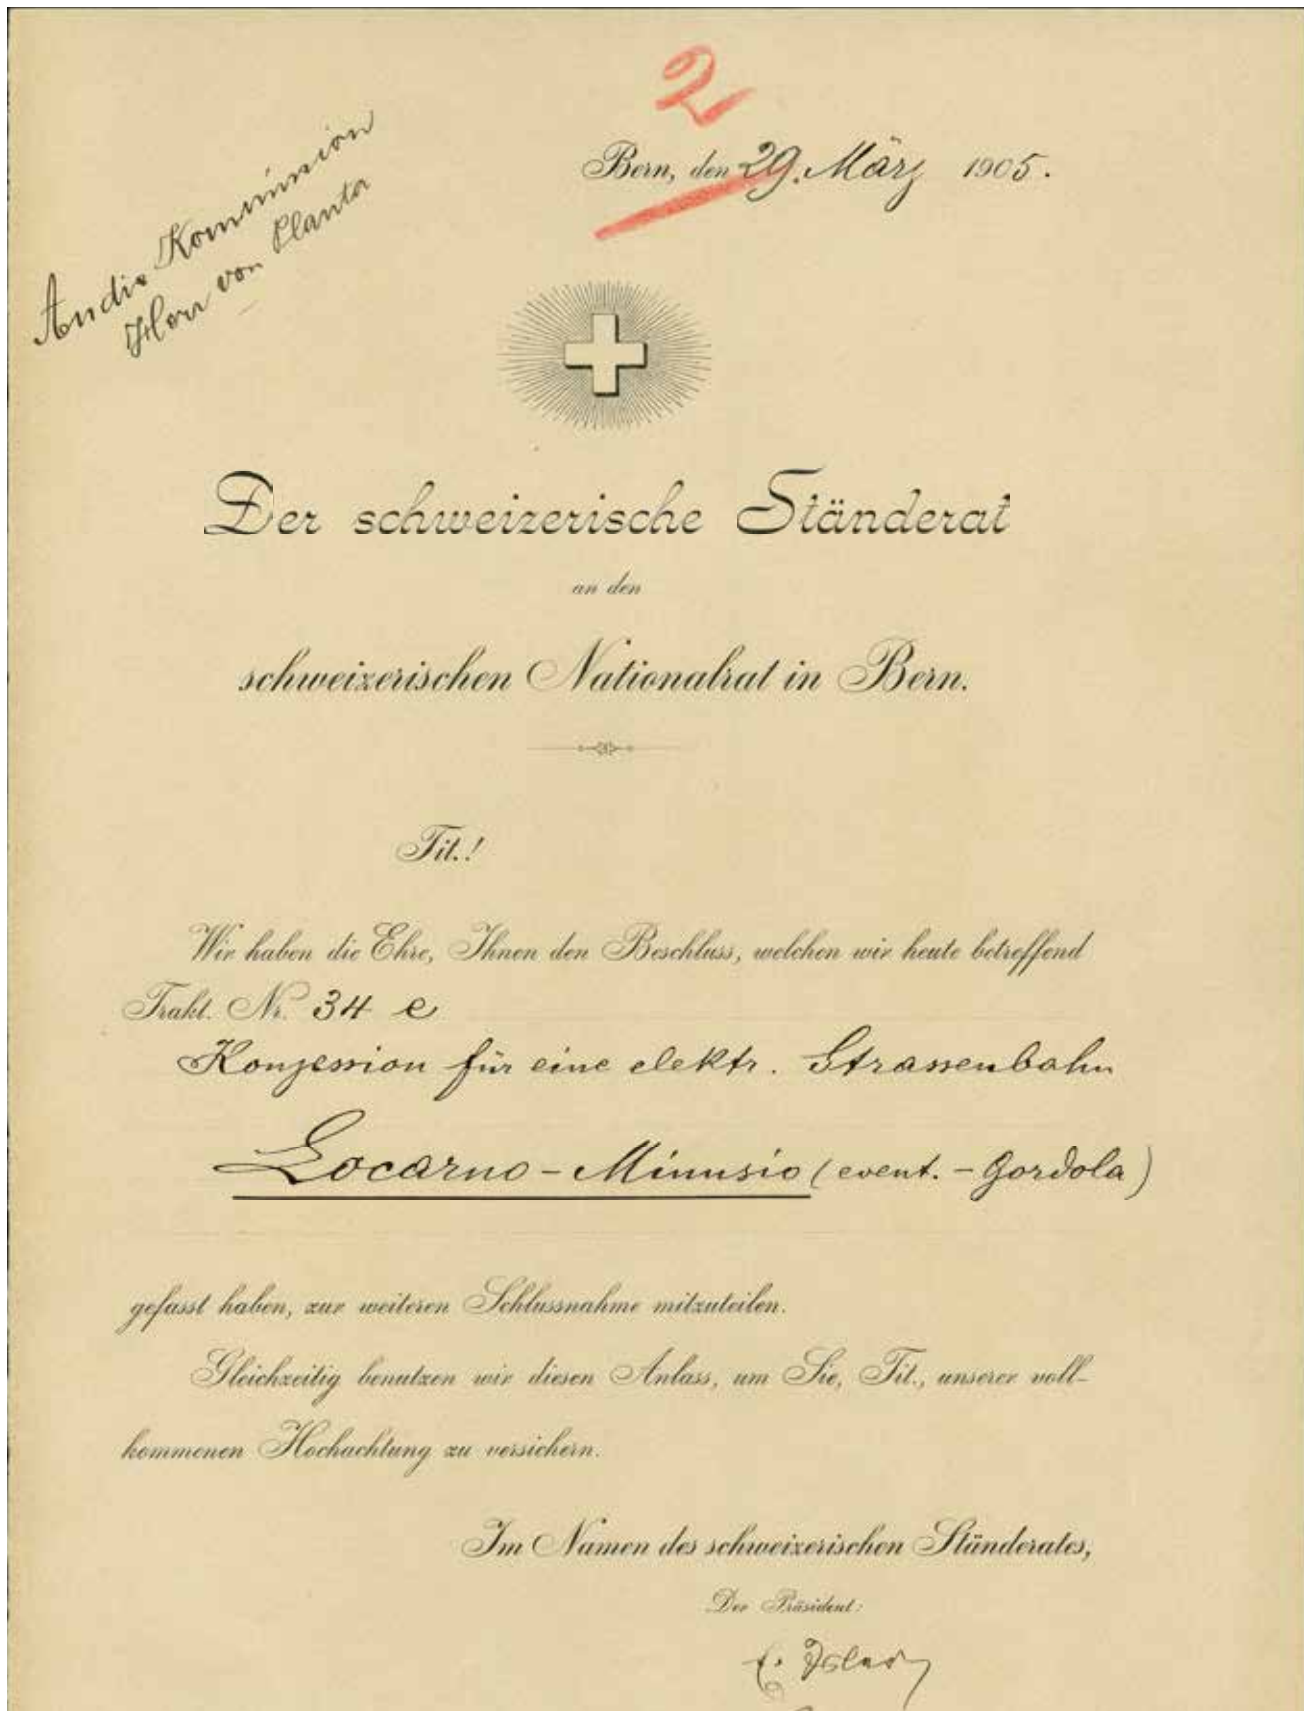 2
Bern, den 29. März 1905.
An die Kommission
Herr von Planta
Der schweizerische Ständerat
an den
schweizerischen Nationalrat in Bern.
Tit.!
Wir haben die Ehre, Ihnen den Beschluss, welchen wir heute betreffend
Trakt. Nr. 34 e
Konzession für eine elektr. Strassenbahn
Locarno - Minusio (event. - Gordola)
gefasst haben, zur weiteren Schlussnahme mitzuteilen.
Gleichzeitig benutzen wir diesen Anlass, um Sie, Tit., unserer voll-
kommenen Hochachtung zu versichern.
Im Namen des schweizerischen Ständerates,
Der Präsident: